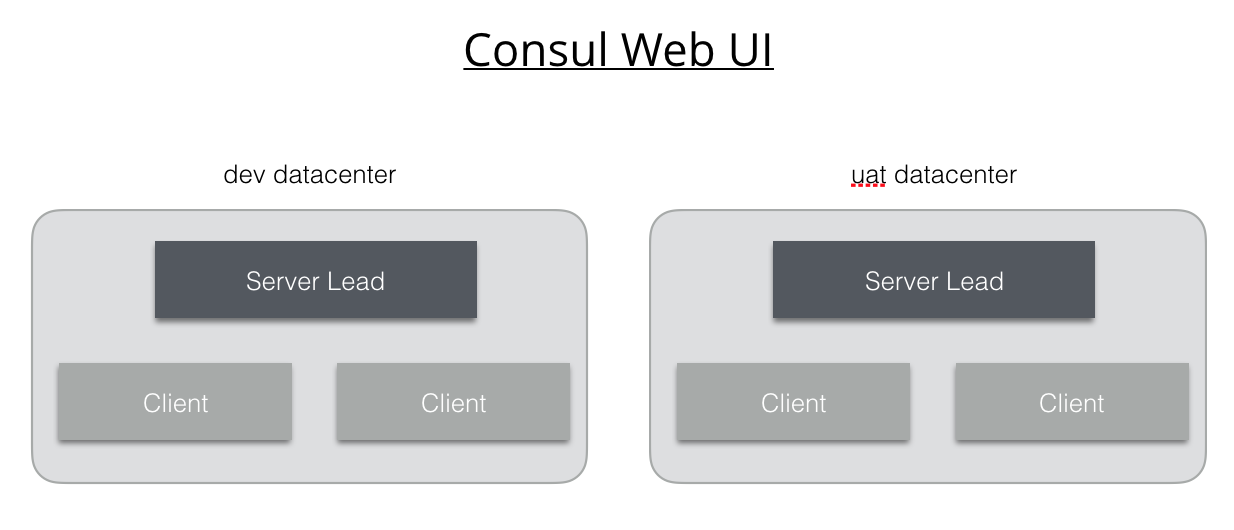 Consul Web UI
dev datacenter
uat datacenter
Server Lead
Server Lead
Client
Client
Client
Client